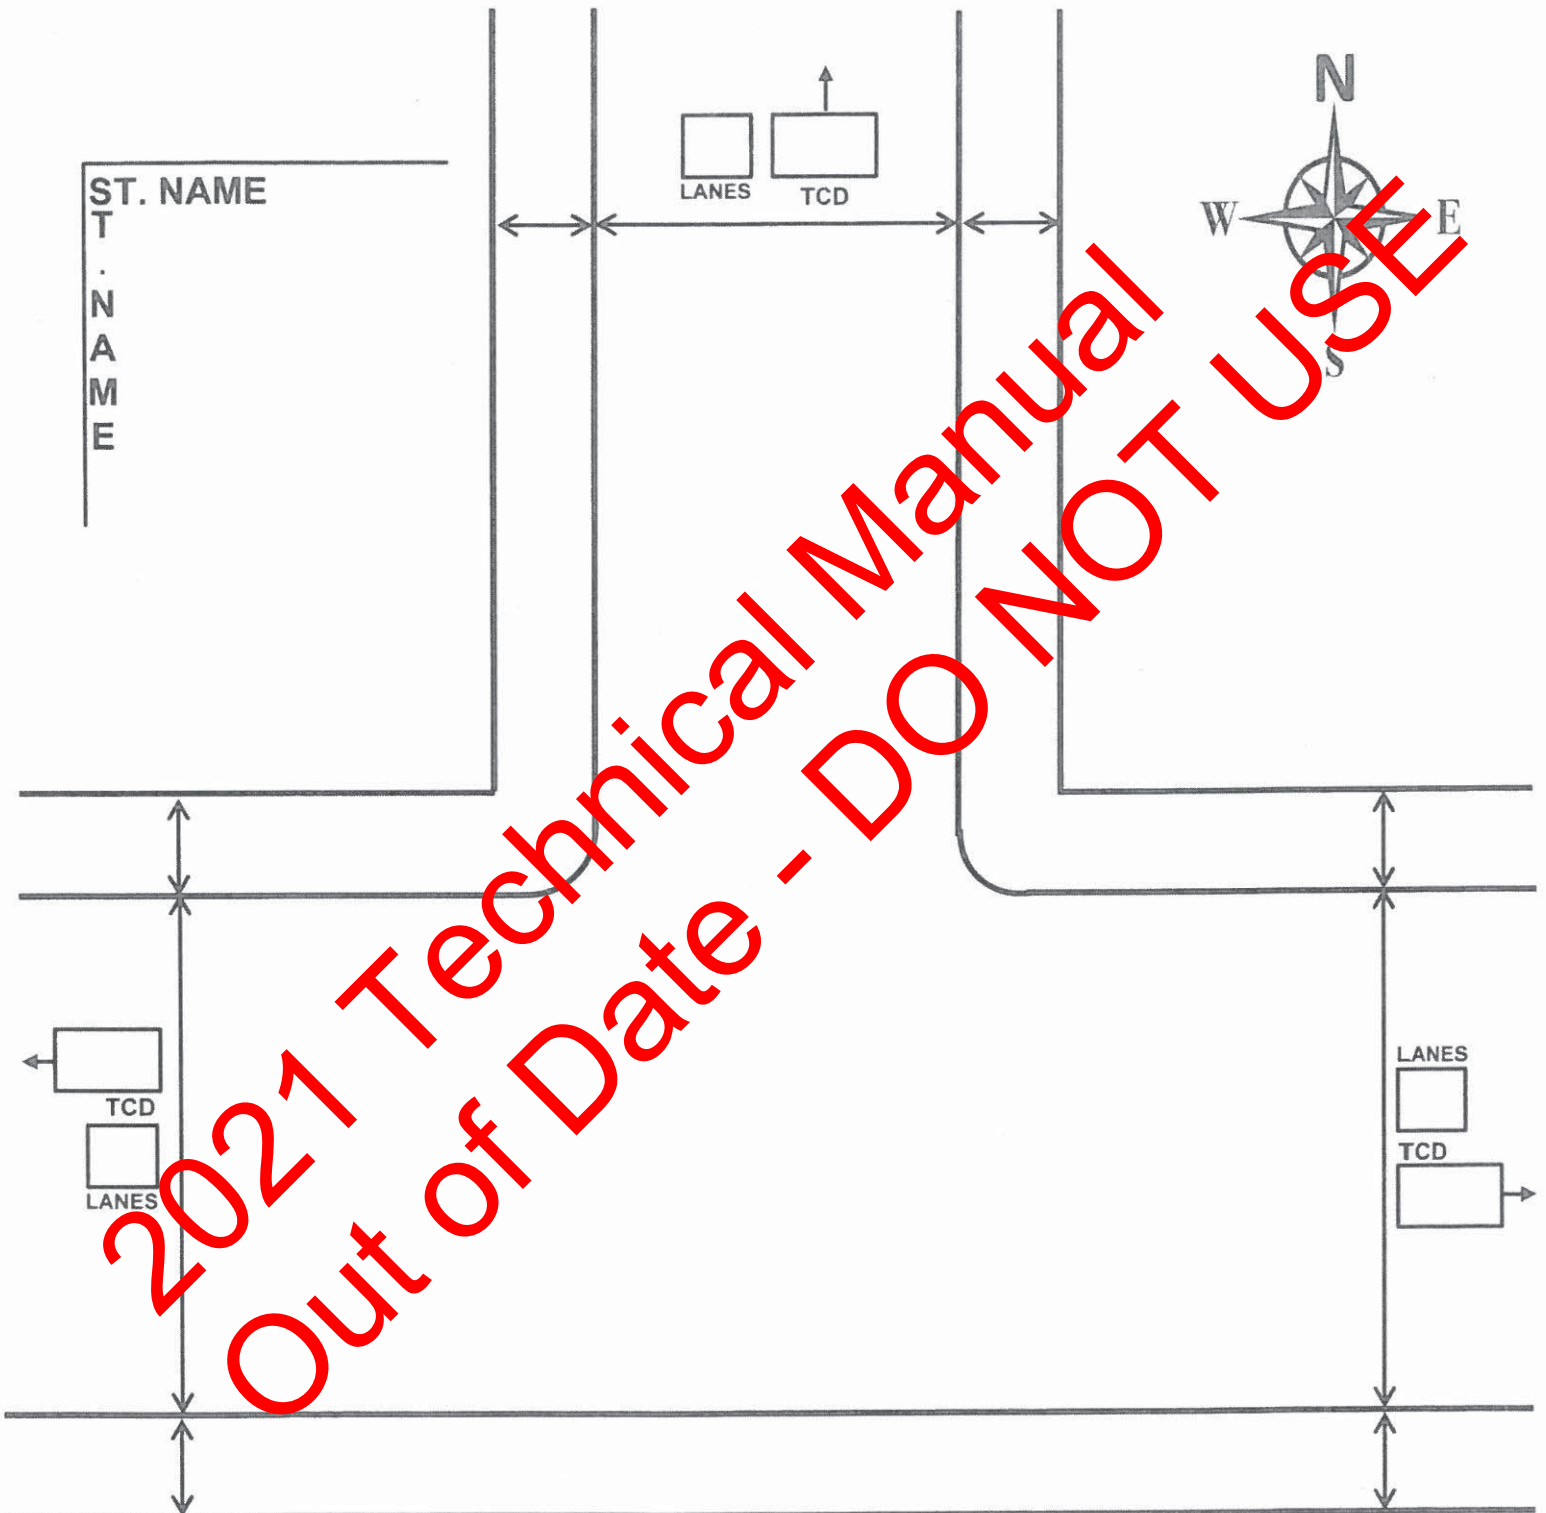 N
W E
S
LANES TCD
ST. NAME
T
.
N
A
M
E
TCD
LANES
LANES
TCD
2021 Technical Manual
Out of Date - DO NOT USE